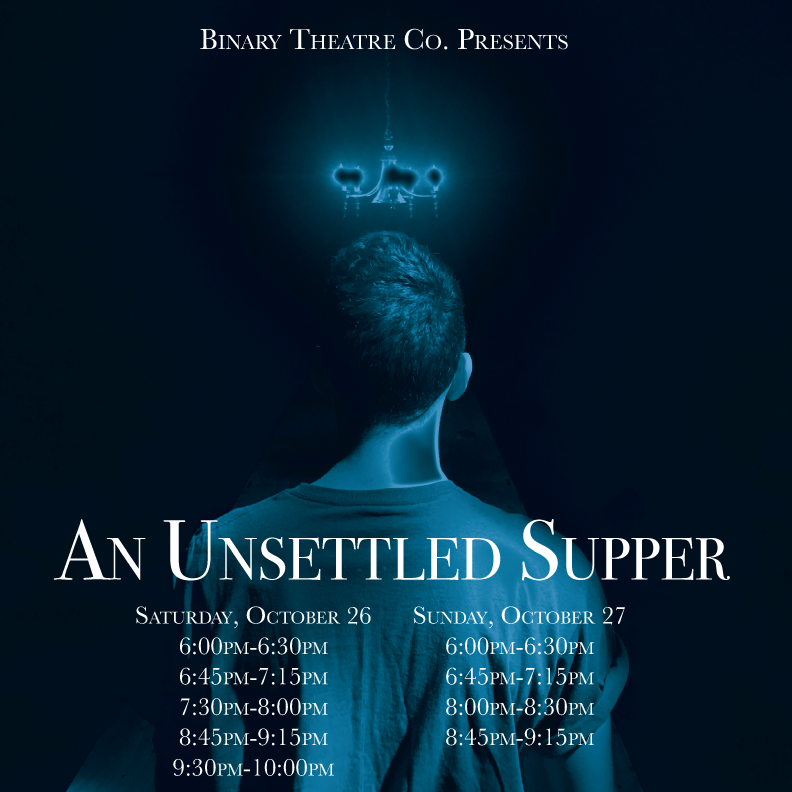 Binary Theatre Co. Presents
An Unsettled Supper
Saturday, October 26
6:00pm-6:30pm
6:45pm-7:15pm
7:30pm-8:00pm
8:45pm-9:15pm
9:30pm-10:00pm
Sunday, October 27
6:00pm-6:30pm
6:45pm-7:15pm
8:00pm-8:30pm
8:45pm-9:15pm